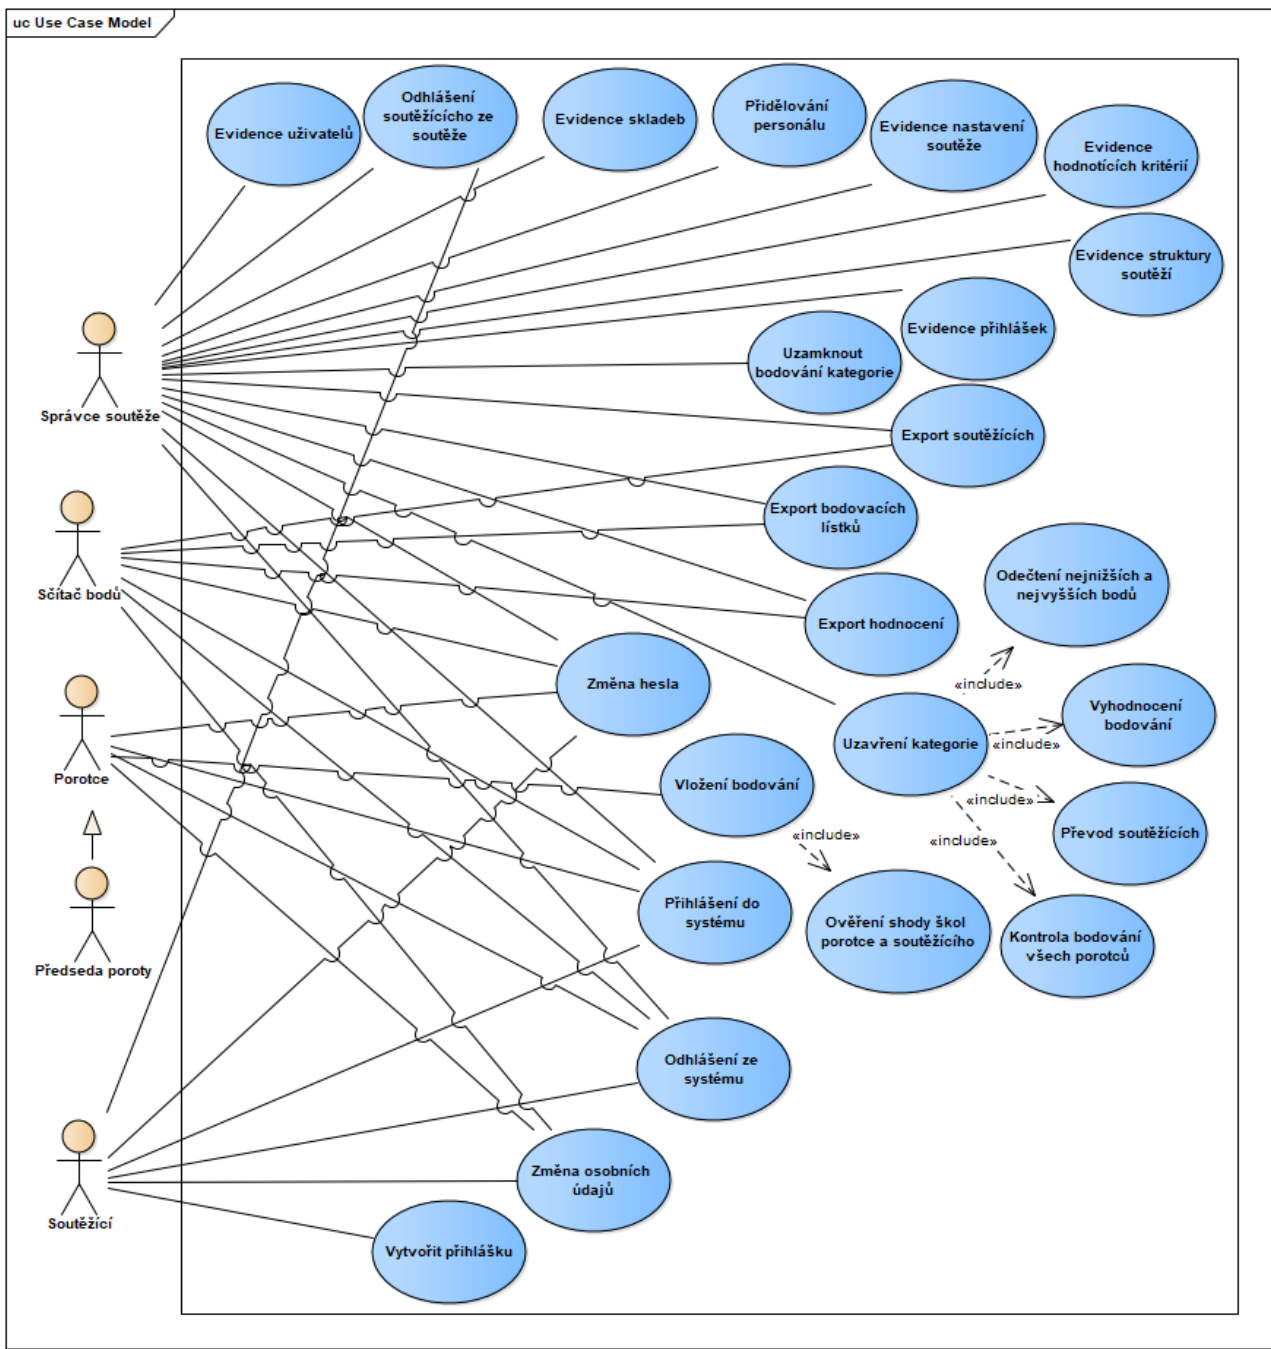 uc Use Case Model
Evidence uživatelů
Odhlášení
soutěžícícho ze
soutěže
Evidence skladeb
Přidělování
personálu
Evidence nastavení
soutěže
Evidence
hodnotících kritérií
Evidence struktury
soutěží
Evidence přihlášek
Uzamknout
bodování kategorie
Správce soutěže
Export soutěžících
Export bodovacích
lístků
Sčítač bodů
Odečtení nejnižších a
nejvyšších bodů
Export hodnocení
Změna hesla
«include»
Vyhodnocení
bodování
Uzavření kategorie
«include»
Porotce
Vložení bodování
«include»
Převod soutěžících
«include»
«include»
Přihlášení do
systému
Ověření shody škol
porotce a soutěžícího
Kontrola bodování
všech porotců
Předseda poroty
Odhlášení ze
systému
Změna osobních
údajů
Soutěžící
Vytvořit přihlášku